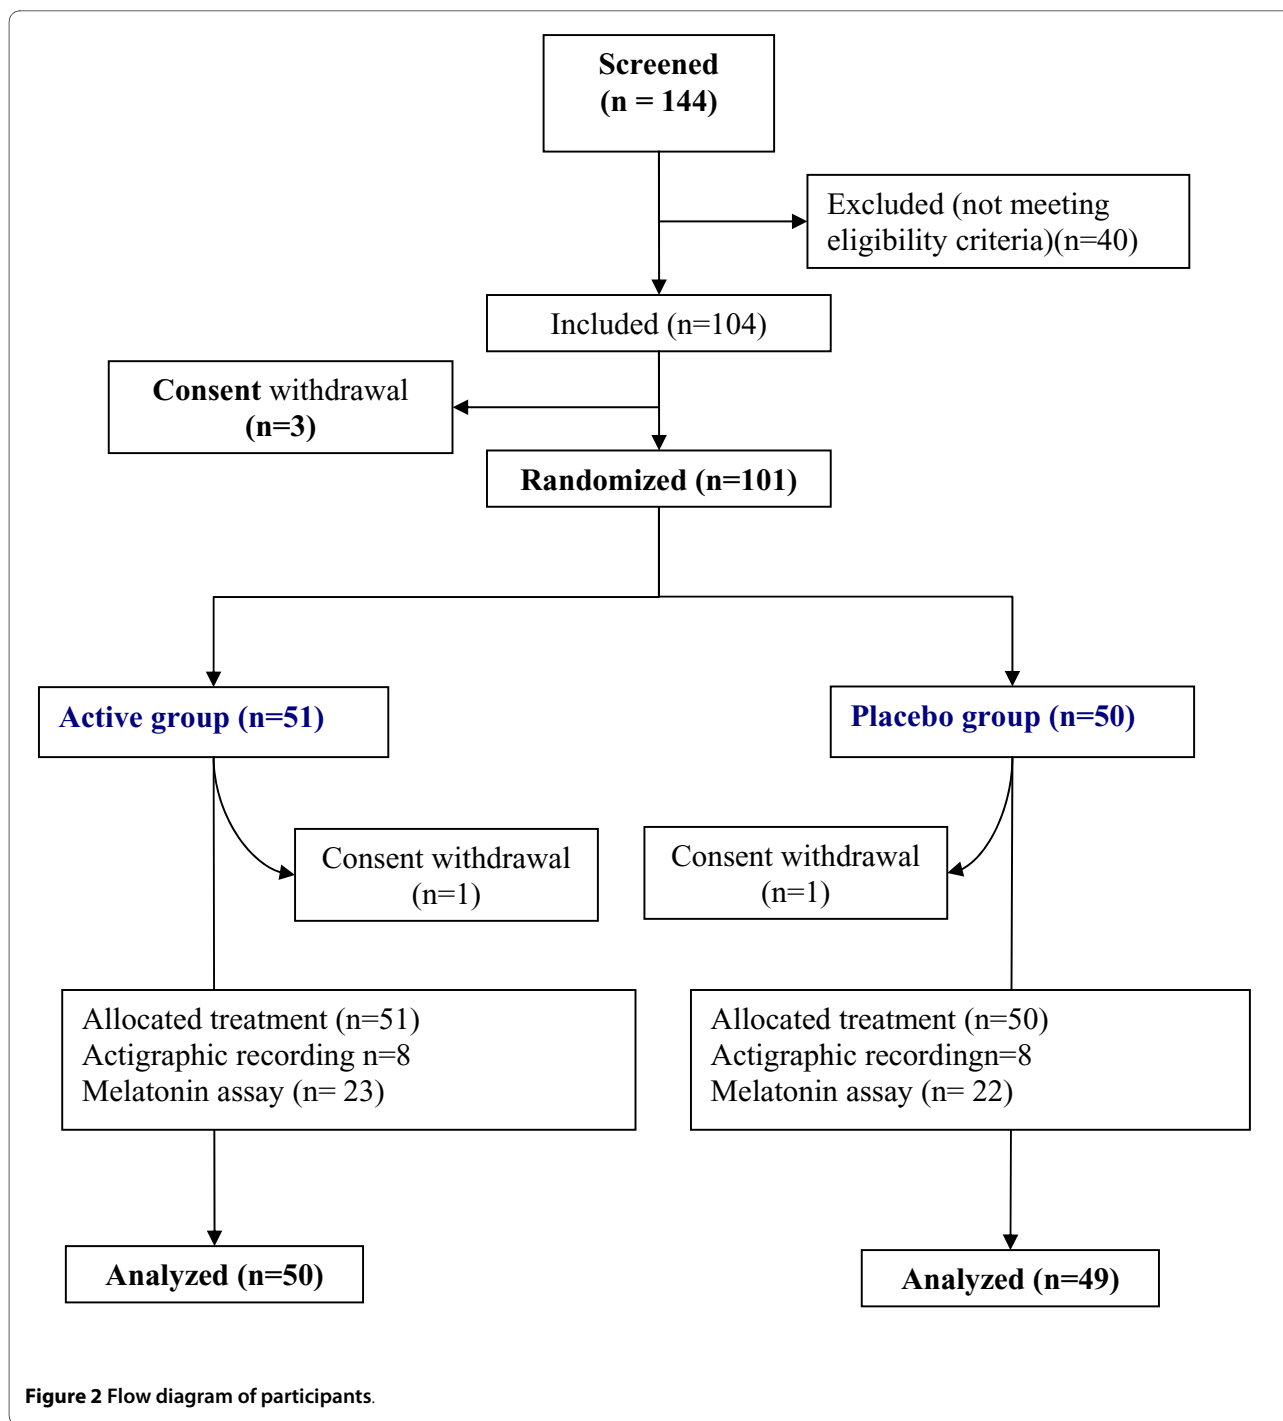 Screened
(n = 144)
Excluded (not meeting
eligibility criteria)(n=40)
Included (n=104)
Consent withdrawal
(n=3)
Randomized (n=101)
Active group (n=51)
Placebo group (n=50)
Consent withdrawal
(n=1)
Consent withdrawal
(n=1)
Allocated treatment (n=51)
Actigraphic recording n=8
Melatonin assay (n= 23)
Allocated treatment (n=50)
Actigraphic recordingn=8
Melatonin assay (n= 22)
Analyzed (n=50)
Analyzed (n=49)
Figure 2 Flow diagram of participants.